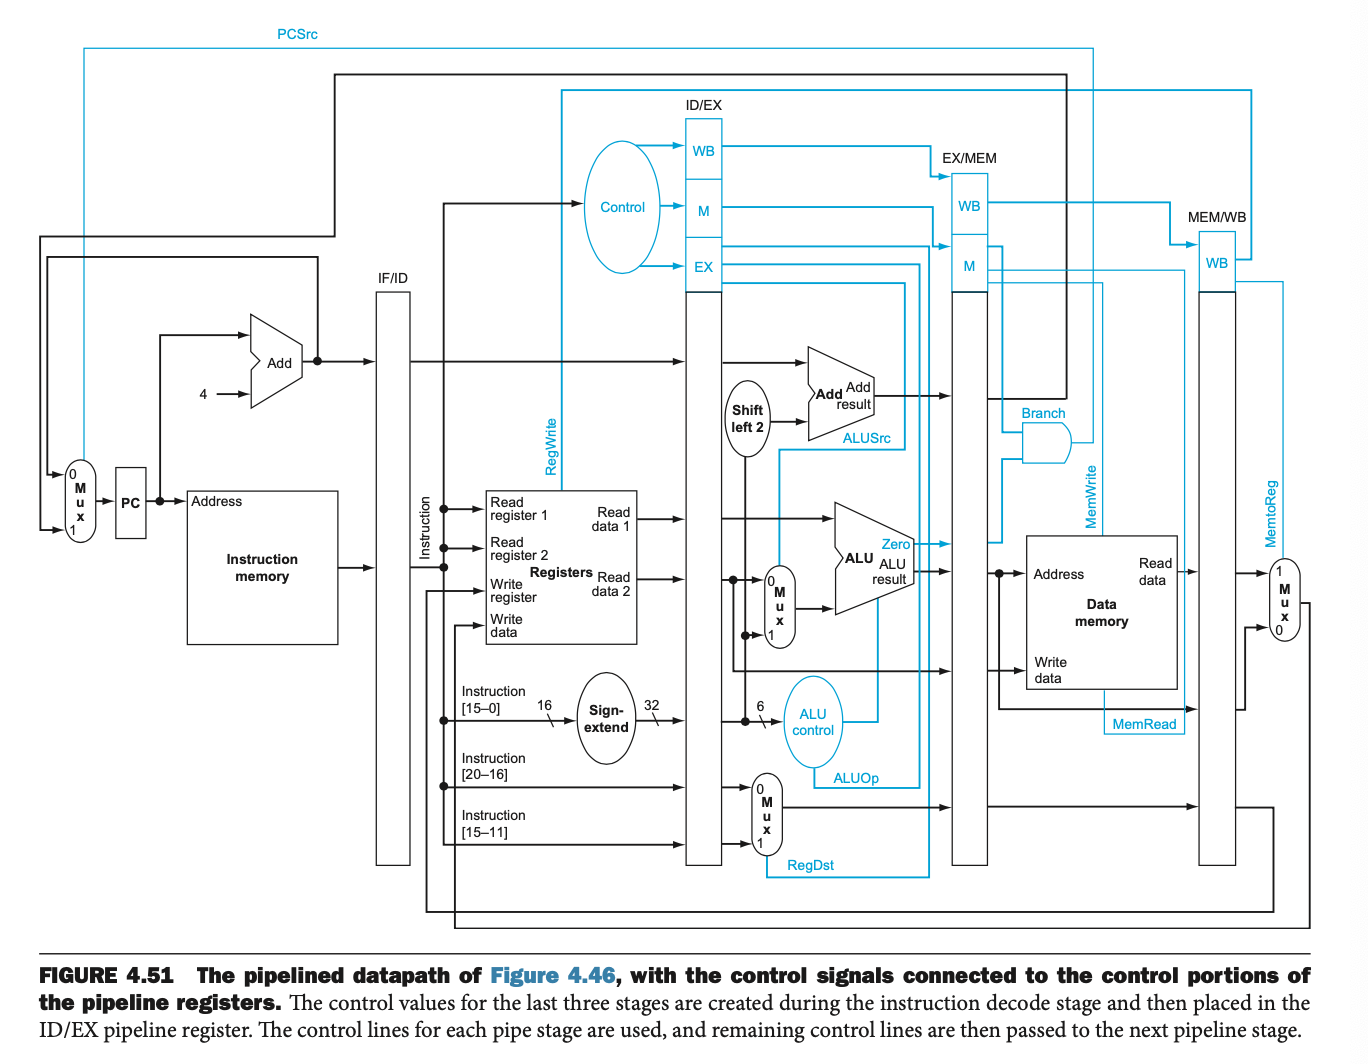 PCSrc
ID/EX
WB
EX/MEM
Control
M
WB
MEM/WB
EX
M
WB
IF/ID
Add
4
Add Add
result
Shift
left 2
ALUSrc
Branch
RegWrite
MemWrite
MemtoReg
0
M
u
x
1
PC
Address
Instruction
memory
Instruction
Read
register 1
Read
data 1
Read
register 2
Registers
Read
data 2
Write
register
Write
data
0
M
u
x
1
Zero
ALU
ALU
result
Address
Read
data
Data
memory
Write
data
1
M
u
x
0
MemRead
Instruction
[15–0]
16
Sign-
extend
32
6
ALU
control
ALUOp
Instruction
[20–16]
Instruction
[15–11]
0
M
u
x
1
RegDst
FIGURE 4.51 The pipelined datapath of Figure 4.46, with the control signals connected to the control portions of
the pipeline registers. The control values for the last three stages are created during the instruction decode stage and then placed in the
ID/EX pipeline register. The control lines for each pipe stage are used, and remaining control lines are then passed to the next pipeline stage.